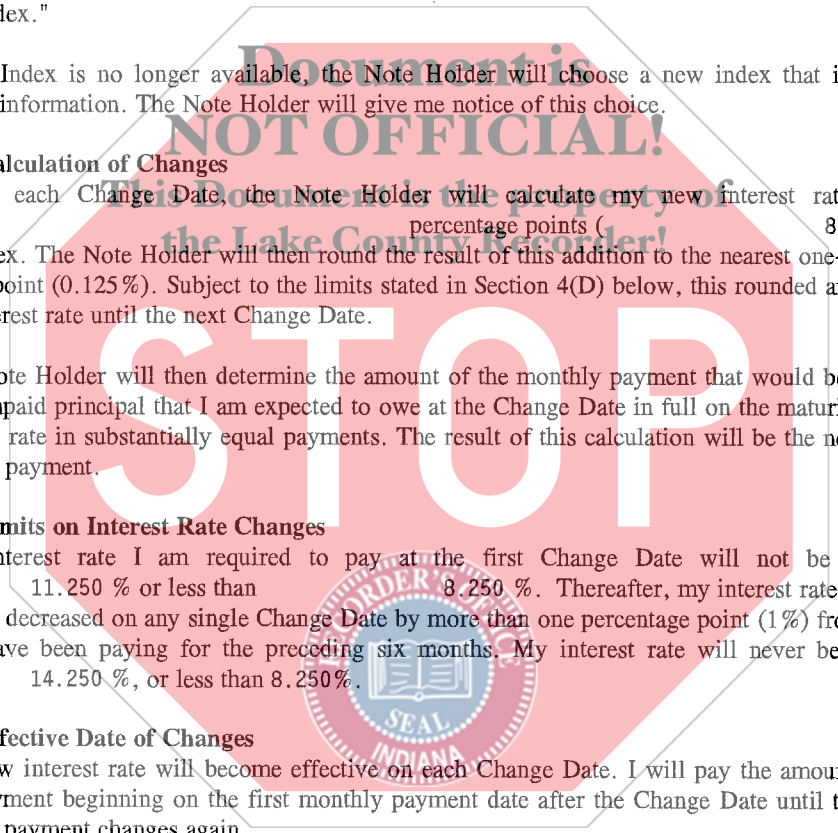 dex."
Document is
Index is no longer available, the Note Holder will choose a new index that i
information. The Note Holder will give me notice of this choice.
NOT OFFICIAL!
alculation of Changes
This Document is the property of
each Change Date, the Note Holder will calculate my new interest rat
percentage points ( 8
the Lake County Recorder!
ex. The Note Holder will then round the result of this addition to the nearest one-
point (0.125%). Subject to the limits stated in Section 4(D) below, this rounded a
erest rate until the next Change Date.
STOP
ote Holder will then determine the amount of the monthly payment that would be
npaid principal that I am expected to owe at the Change Date in full on the maturi
rate in substantially equal payments. The result of this calculation will be the n
payment.
mits on Interest Rate Changes
nterest rate I am required to pay at the first Change Date will not be
11.250 % or less than 8.250 %. Thereafter, my interest rate
decreased on any single Change Date by more than one percentage point (1%) fr
ave been paying for the preceding six months. My interest rate will never be
14.250 %, or less than 8.250%.
RECORDER'S OFFICE
SEAL
INDIANA
fective Date of Changes
w interest rate will become effective on each Change Date. I will pay the amou
yment beginning on the first monthly payment date after the Change Date until t
payment changes again